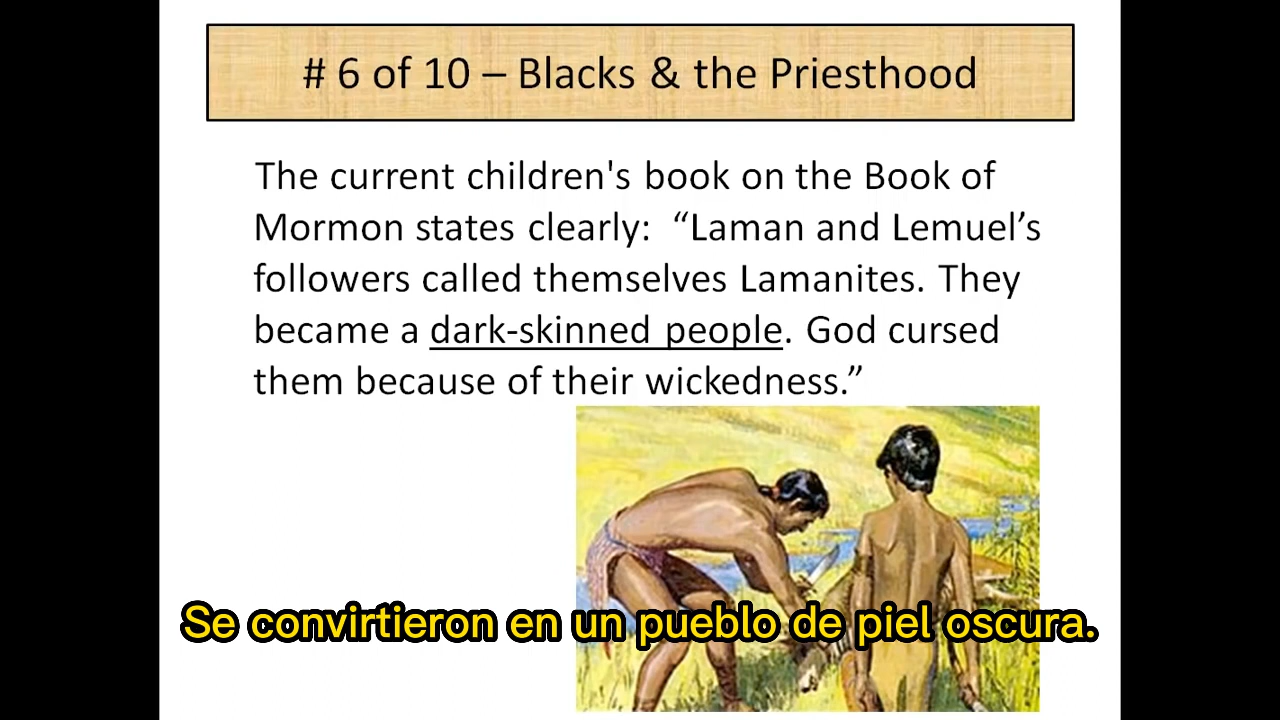 # 6 of 10 – Blacks & the Priesthood
The current children's book on the Book of
Mormon states clearly:  “Laman and Lemuel’s
followers called themselves Lamanites. They
became a dark-skinned people. God cursed
them because of their wickedness.”
Se convirtieron en un pueblo de piel oscura.